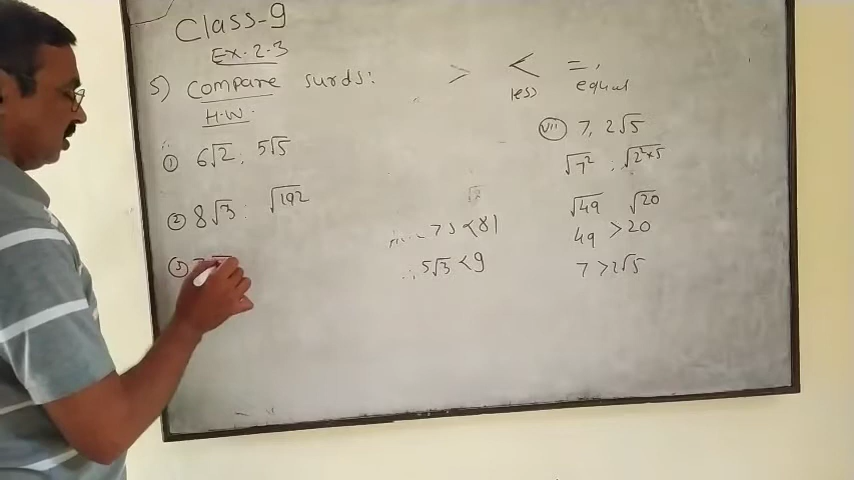 Class-9
Ex.2.3
5) Compare surds: > < = ,
less equal
H.W:
① 6√2 ; 5√5
② 8√3 : √192
③
75 < 81
∴ 5√3 < 9
(vii) 7, 2√5
√7² ; √2²×5
√49 √20
49 > 20
7 > 2√5